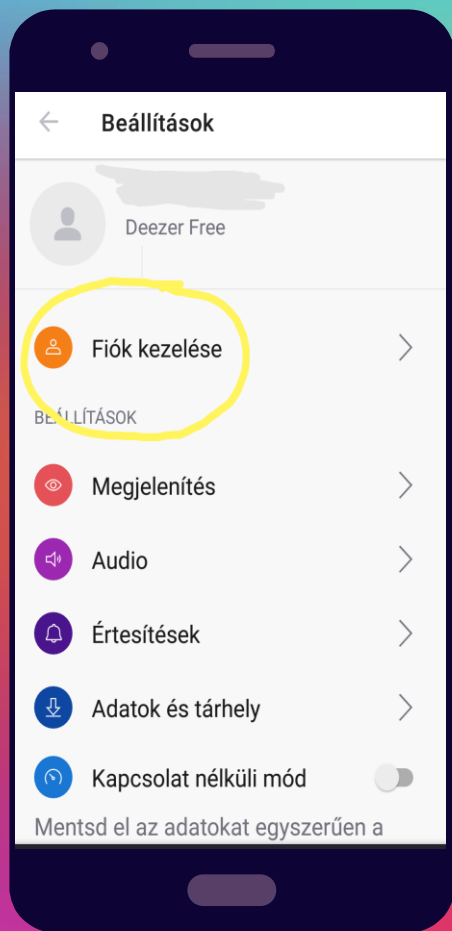 Beállítások
Deezer Free
Fiók kezelése
BEÁLLÍTÁSOK
Megjelenítés
Audio
Értesítések
Adatok és tárhely
Kapcsolat nélküli mód
Mentsd el az adatokat egyszerűen a